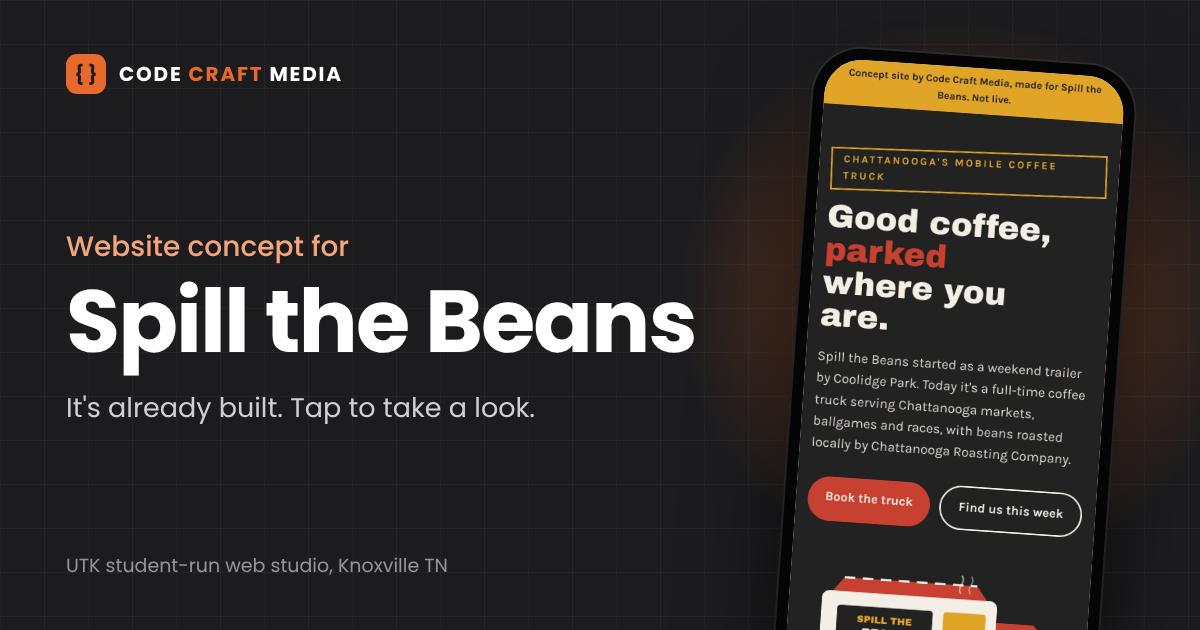 { } CODE CRAFT MEDIA
Website concept for
Spill the Beans
It's already built. Tap to take a look.
UTK student-run web studio, Knoxville TN
Concept site by Code Craft Media, made for Spill the
Beans. Not live.
CHATTANOOGA'S MOBILE COFFEE
TRUCK
Good coffee,
parked
where you
are.
Spill the Beans started as a weekend trailer
by Coolidge Park. Today it's a full-time coffee
truck serving Chattanooga markets,
ballgames and races, with beans roasted
locally by Chattanooga Roasting Company.
Book the truck
Find us this week
SPILL THE